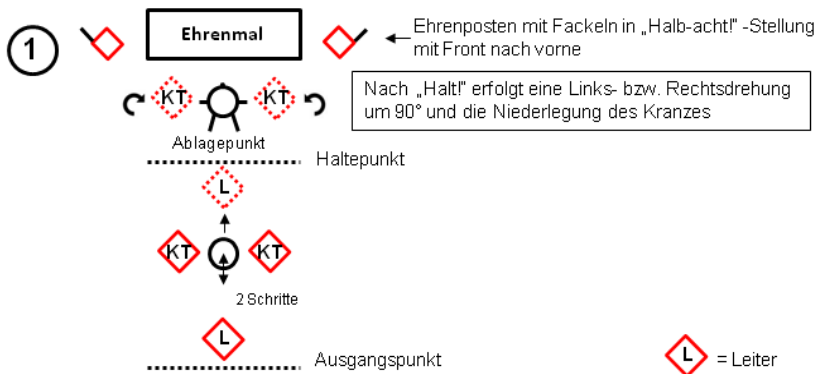 1
Ehrenmal
Ehrenposten mit Fackeln in „Halb-acht!" -Stellung
mit Front nach vorne
KT
KT
Nach „Halt!" erfolgt eine Links- bzw. Rechtsdrehung
um 90° und die Niederlegung des Kranzes
Ablagepunkt
Haltepunkt
L
KT
KT
2 Schritte
L
Ausgangspunkt
L = Leiter